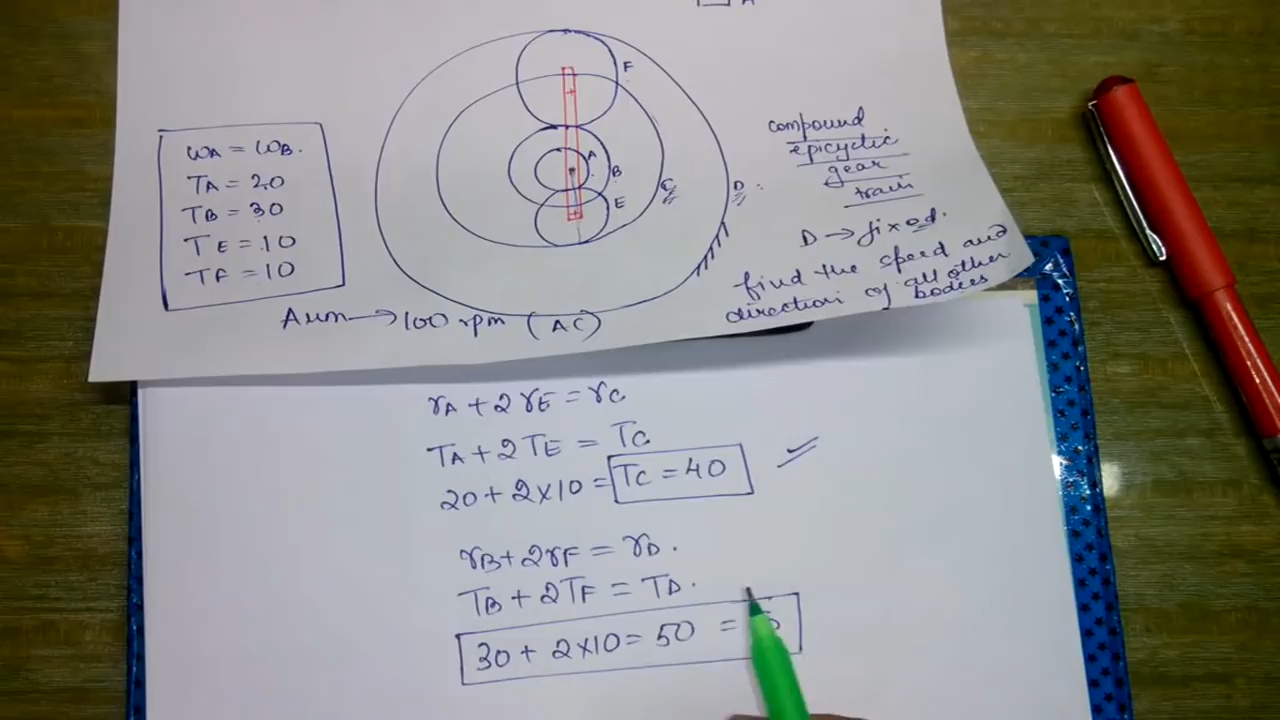 A
F
A
B
C
D
E
ωA = ωB.
TA = 20
TB = 30
TE = 10
TF = 10
Arm → 100 rpm (AC)
compound
epicyclic
gear
train
D → fixed.
find the speed and
direction of all other
bodies
rA + 2rE = rC
TA + 2TE = TC
20 + 2×10 = TC = 40
rB + 2rF = rD.
TB + 2TF = TD.
30 + 2×10 = 50 =